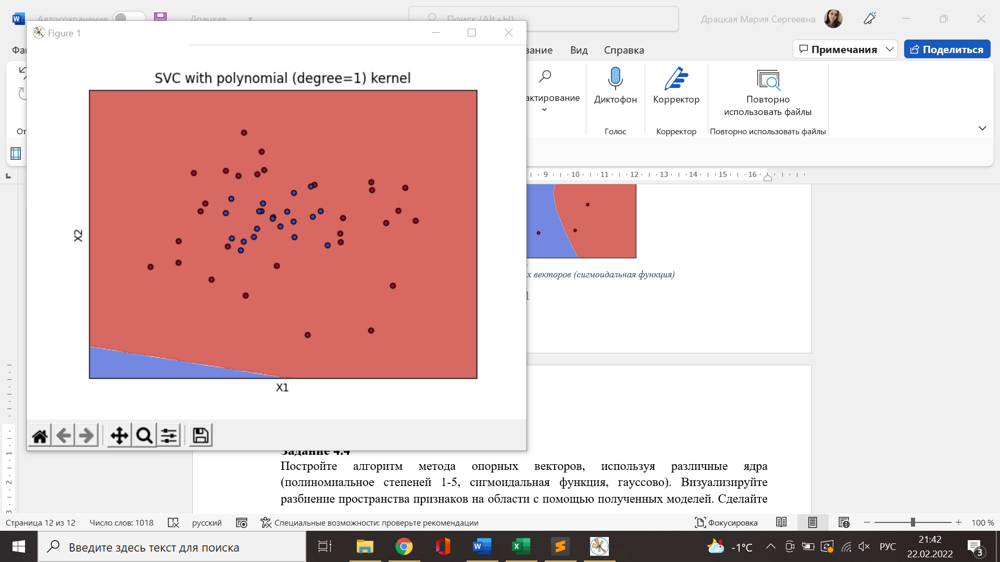 Автосохранение
Драцкая
Поиск (Alt+Ы)
Драцкая Мария Сергеевна
Figure 1
Вид
Справка
Примечания
Поделиться
Диктофон
Корректор
Повторно
использовать файлы
Голос
Корректор
Повторно использовать файлы
SVC with polynomial (degree=1) kernel
X2
X1
9 10 11 12 13 14 15 16
векторов (сигмоидальная функция)
Задание 4.4
Постройте алгоритм метода опорных векторов, используя различные ядра
(полиномиальное степеней 1-5, сигмоидальная функция, гауссово). Визуализируйте
разбиение пространства признаков на области с помощью полученных моделей. Сделайте
1
2
3
Страница 12 из 12
Число слов: 1018
русский
Специальные возможности: проверьте рекомендации
Фокусировка
100 %
Введите здесь текст для поиска
-1°C
РУС
21:42
22.02.2022
3